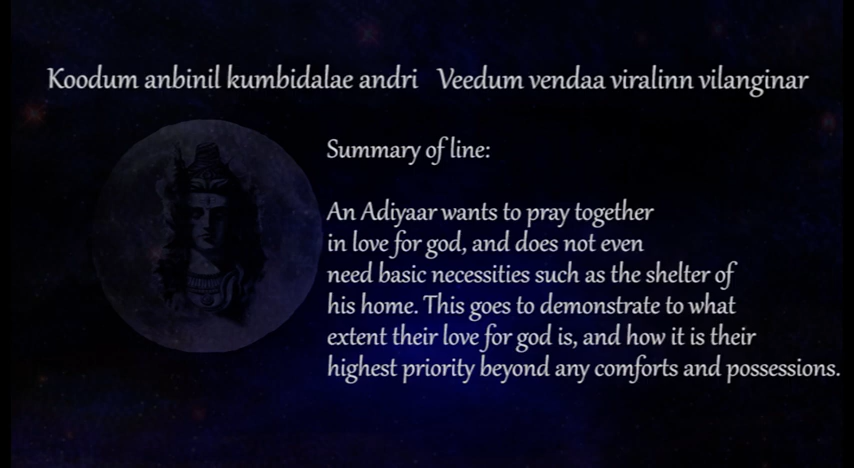 Koodum anbinil kumbidalae andri Veedum vendaa viralinn vilanginar
Summary of line:
An Adiyaar wants to pray together
in love for god, and does not even
need basic necessities such as the shelter of
his home. This goes to demonstrate to what
extent their love for god is, and how it is their
highest priority beyond any comforts and possessions.